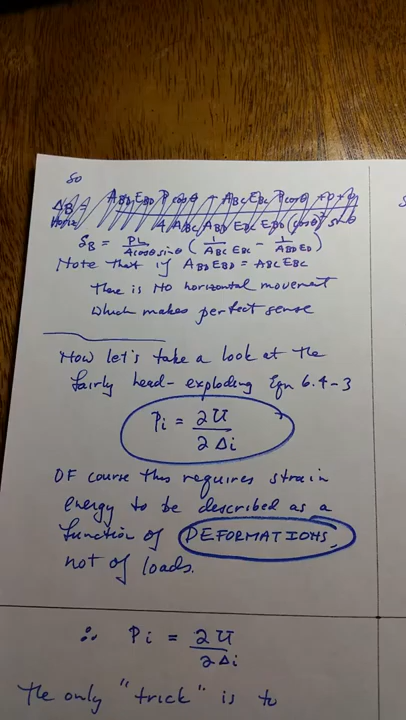 So
δB = PL / 4cosθsinθ (1 / ABC EBC - 1 / ABD ED)
Note that if ABD EBD = ABC EBC
There is no horizontal movement
which makes perfect sense
Now let's take a look at the
fairly head-exploding Eqn 6.4-3
Pi = ∂U / ∂Δi
Of course this requires strain
energy to be described as a
function of DEFORMATIONS,
not of loads.
∴ Pi = ∂U / ∂Δi
The only "trick" is to